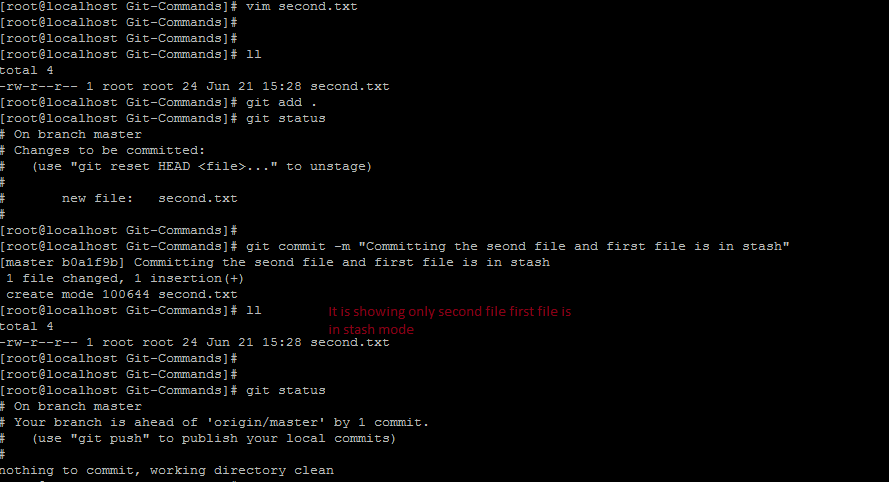 [root@localhost Git-Commands]# vim second.txt
[root@localhost Git-Commands]#
[root@localhost Git-Commands]#
[root@localhost Git-Commands]# ll
total 4
-rw-r--r-- 1 root root 24 Jun 21 15:28 second.txt
[root@localhost Git-Commands]# git add .
[root@localhost Git-Commands]# git status
# On branch master
# Changes to be committed:
#   (use "git reset HEAD <file>..." to unstage)
#
#       new file:   second.txt
#
[root@localhost Git-Commands]#
[root@localhost Git-Commands]# git commit -m "Committing the seond file and first file is in stash"
[master b0a1f9b] Committing the seond file and first file is in stash
 1 file changed, 1 insertion(+)
 create mode 100644 second.txt
[root@localhost Git-Commands]# ll
It is showing only second file first file is
in stash mode
total 4
-rw-r--r-- 1 root root 24 Jun 21 15:28 second.txt
[root@localhost Git-Commands]#
[root@localhost Git-Commands]#
[root@localhost Git-Commands]# git status
# On branch master
# Your branch is ahead of 'origin/master' by 1 commit.
#   (use "git push" to publish your local commits)
#
nothing to commit, working directory clean